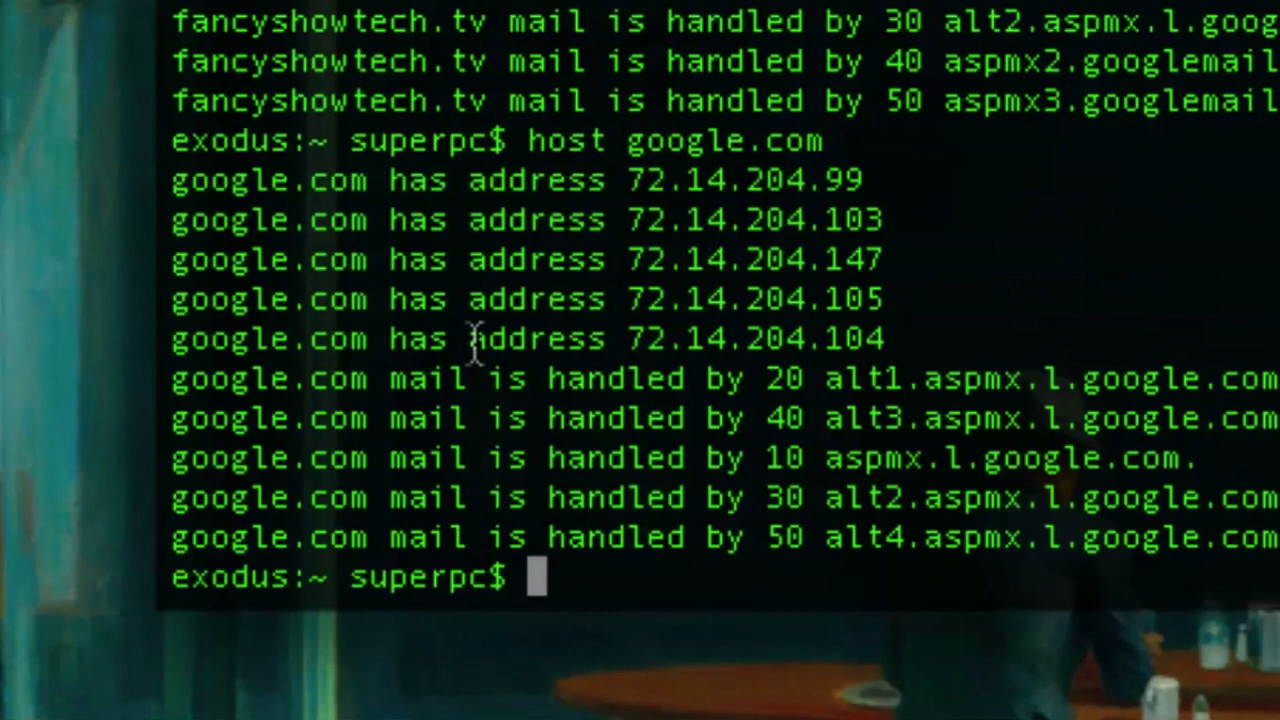 fancyshowtech.tv mail is handled by 30 alt2.aspmx.l.goog
fancyshowtech.tv mail is handled by 40 aspmx2.googlemail
fancyshowtech.tv mail is handled by 50 aspmx3.googlemail
exodus:~ superpc$ host google.com
google.com has address 72.14.204.99
google.com has address 72.14.204.103
google.com has address 72.14.204.147
google.com has address 72.14.204.105
google.com has address 72.14.204.104
google.com mail is handled by 20 alt1.aspmx.l.google.com
google.com mail is handled by 40 alt3.aspmx.l.google.com
google.com mail is handled by 10 aspmx.l.google.com.
google.com mail is handled by 30 alt2.aspmx.l.google.com
google.com mail is handled by 50 alt4.aspmx.l.google.com
exodus:~ superpc$